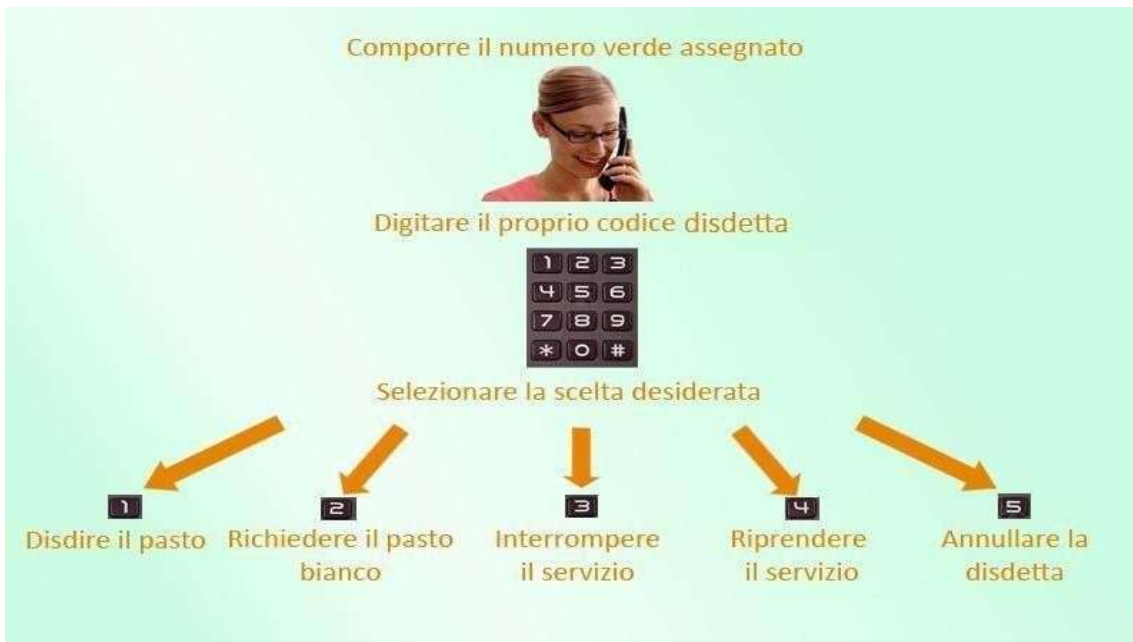 Comporre il numero verde assegnato
Digitare il proprio codice disdetta
1 2 3
4 5 6
7 8 9
* 0 #
Selezionare la scelta desiderata
1
Disdire il pasto
2
Richiedere il pasto
bianco
3
Interrompere
il servizio
4
Riprendere
il servizio
5
Annullare la
disdetta